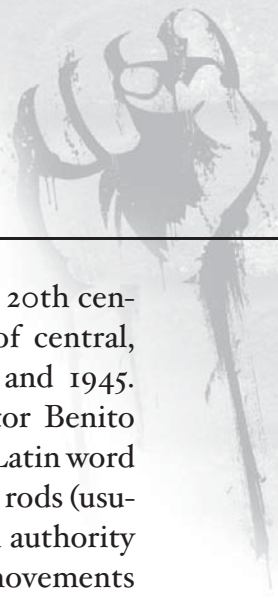 20th cen-
of central,
and 1945.
tor Benito
Latin word
rods (usu-
authority
movements